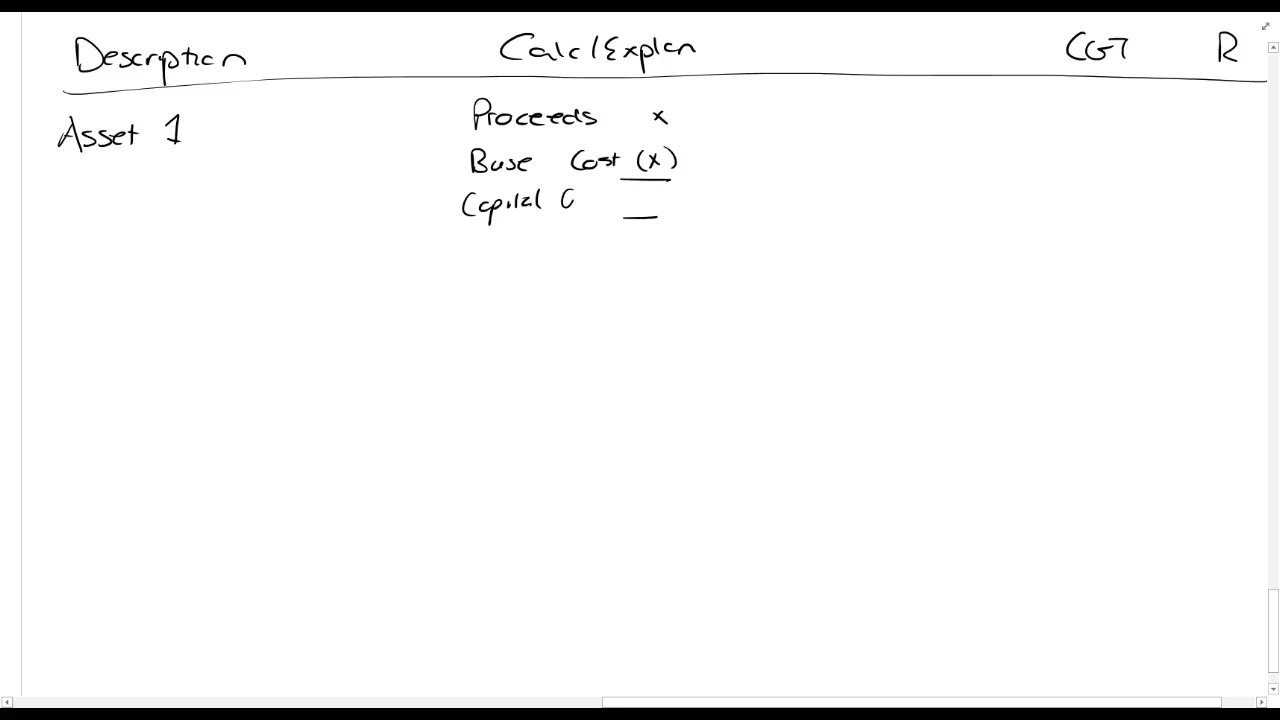 Description Calc/Explan CGT R
Asset 1
Proceeds x
Base Cost (x)
Capital